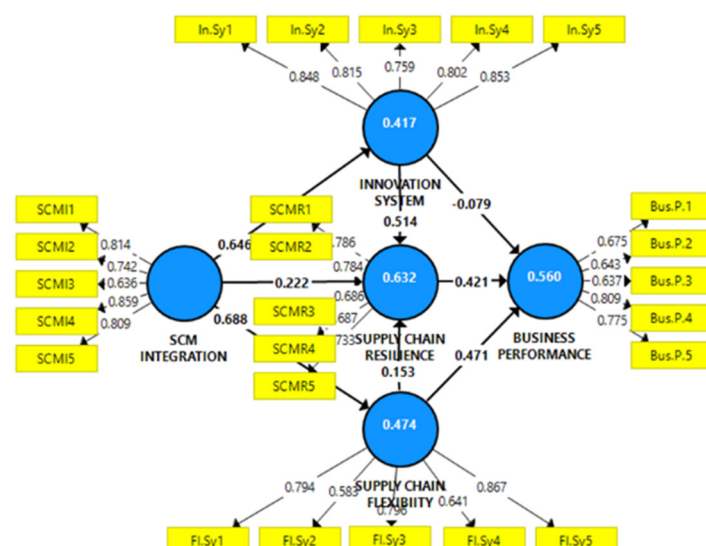 In.Sy1
In.Sy2
In.Sy3
In.Sy4
In.Sy5
0.848
0.815
0.759
0.802
0.853
0.417
INNOVATION
SYSTEM
SCMI1
SCMI2
SCMI3
SCMI4
SCMI5
0.814
0.742
0.636
0.859
0.809
SCM
INTEGRATION
0.646
0.222
0.688
SCMR1
SCMR2
SCMR3
SCMR4
SCMR5
.786
0.784
0.686
.687
.733
0.514
0.632
SUPPLY CHAIN
RESILIENCE
0.153
-0.079
0.421
0.471
0.560
BUSINESS
PERFORMANCE
0.675
0.643
0.637
0.809
0.775
Bus.P.1
Bus.P.2
Bus.P.3
Bus.P.4
Bus.P.5
0.474
SUPPLY CHAIN
FLEXIBIITY
0.794
0.583
0.796
0.641
0.867
Fl.Sy1
Fl.Sy2
Fl.Sy3
Fl.Sy4
Fl.Sy5